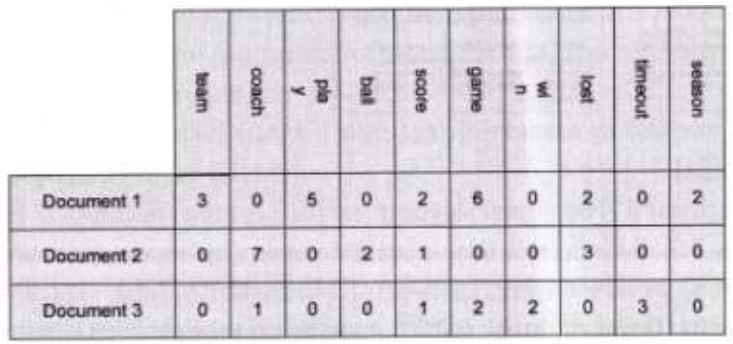 team coach pla y ball score game wi n lost timeout season
Document 1 3 0 5 0 2 6 0 2 0 2
Document 2 0 7 0 2 1 0 0 3 0 0
Document 3 0 1 0 0 1 2 2 0 3 0